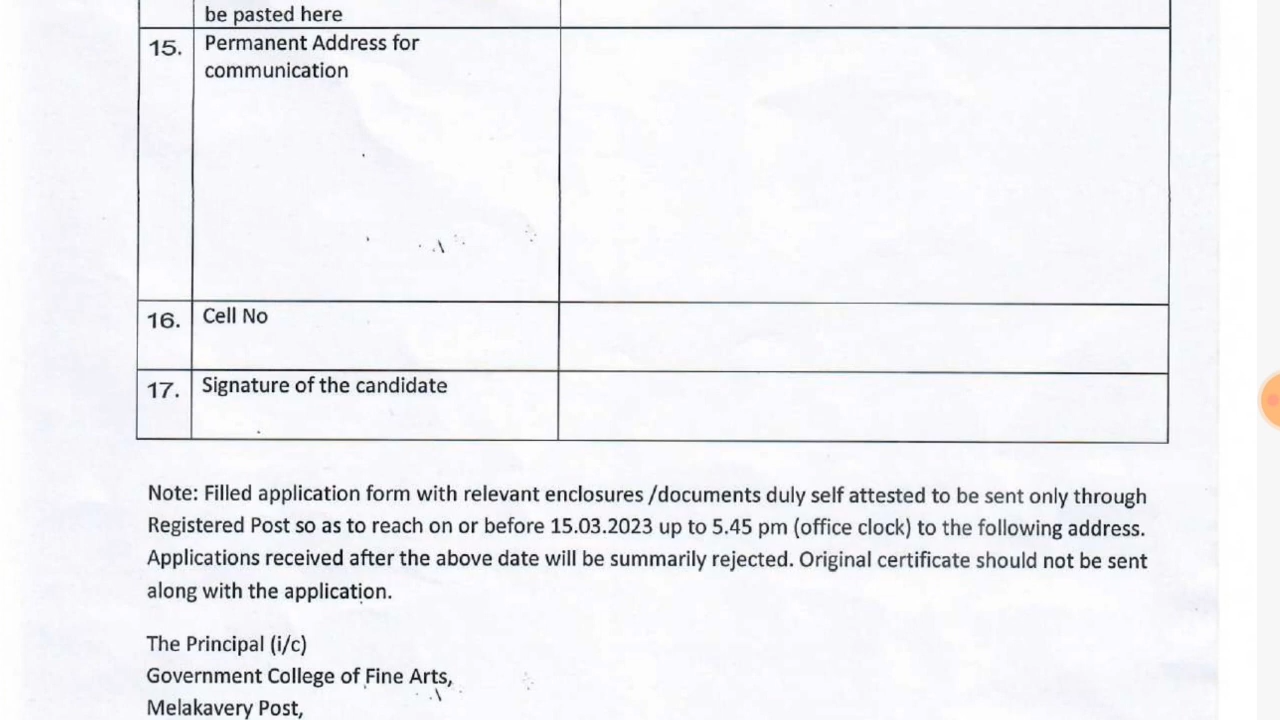 be pasted here
15. Permanent Address for
communication
16. Cell No
17. Signature of the candidate
Note: Filled application form with relevant enclosures /documents duly self attested to be sent only through
Registered Post so as to reach on or before 15.03.2023 up to 5.45 pm (office clock) to the following address.
Applications received after the above date will be summarily rejected. Original certificate should not be sent
along with the application.
The Principal (i/c)
Government College of Fine Arts,
Melakavery Post,